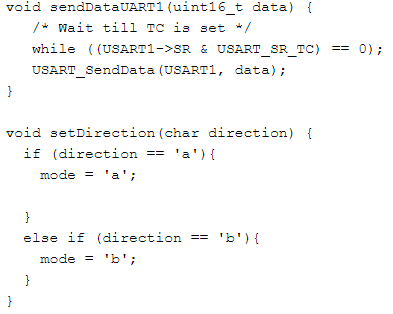 void sendDataUART1(uint16_t data) {
   /* Wait till TC is set */
   while ((USART1->SR & USART_SR_TC) == 0);
   USART_SendData(USART1, data);
}

void setDirection(char direction) {
  if (direction == 'a'){
    mode = 'a';

  }
  else if (direction == 'b'){
    mode = 'b';
  }
}